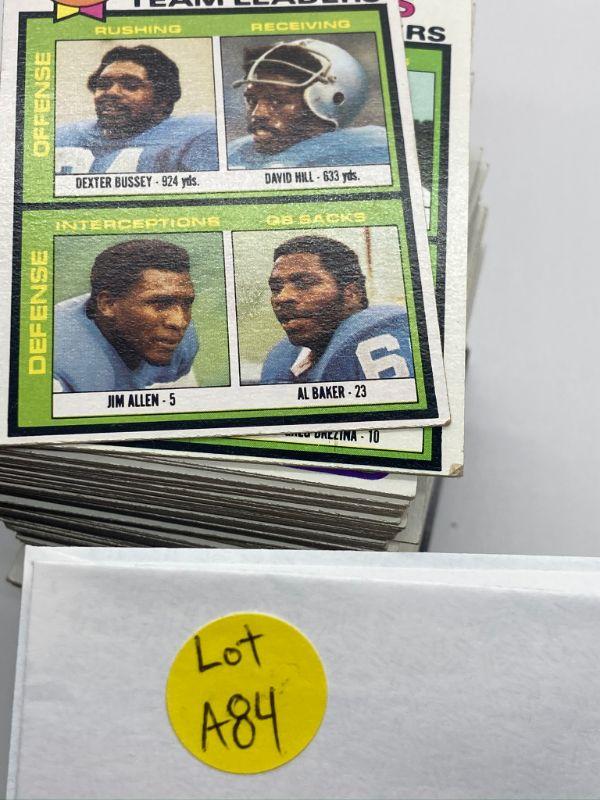 TEAM LEADERS
RS
OFFENSE
RUSHING
RECEIVING
DEXTER BUSSEY - 924 yds.
DAVID HILL - 633 yds.
DEFENSE
INTERCEPTIONS
QB SACKS
6
JIM ALLEN - 5
AL BAKER - 23
BREZINA - 10
Lot
A84